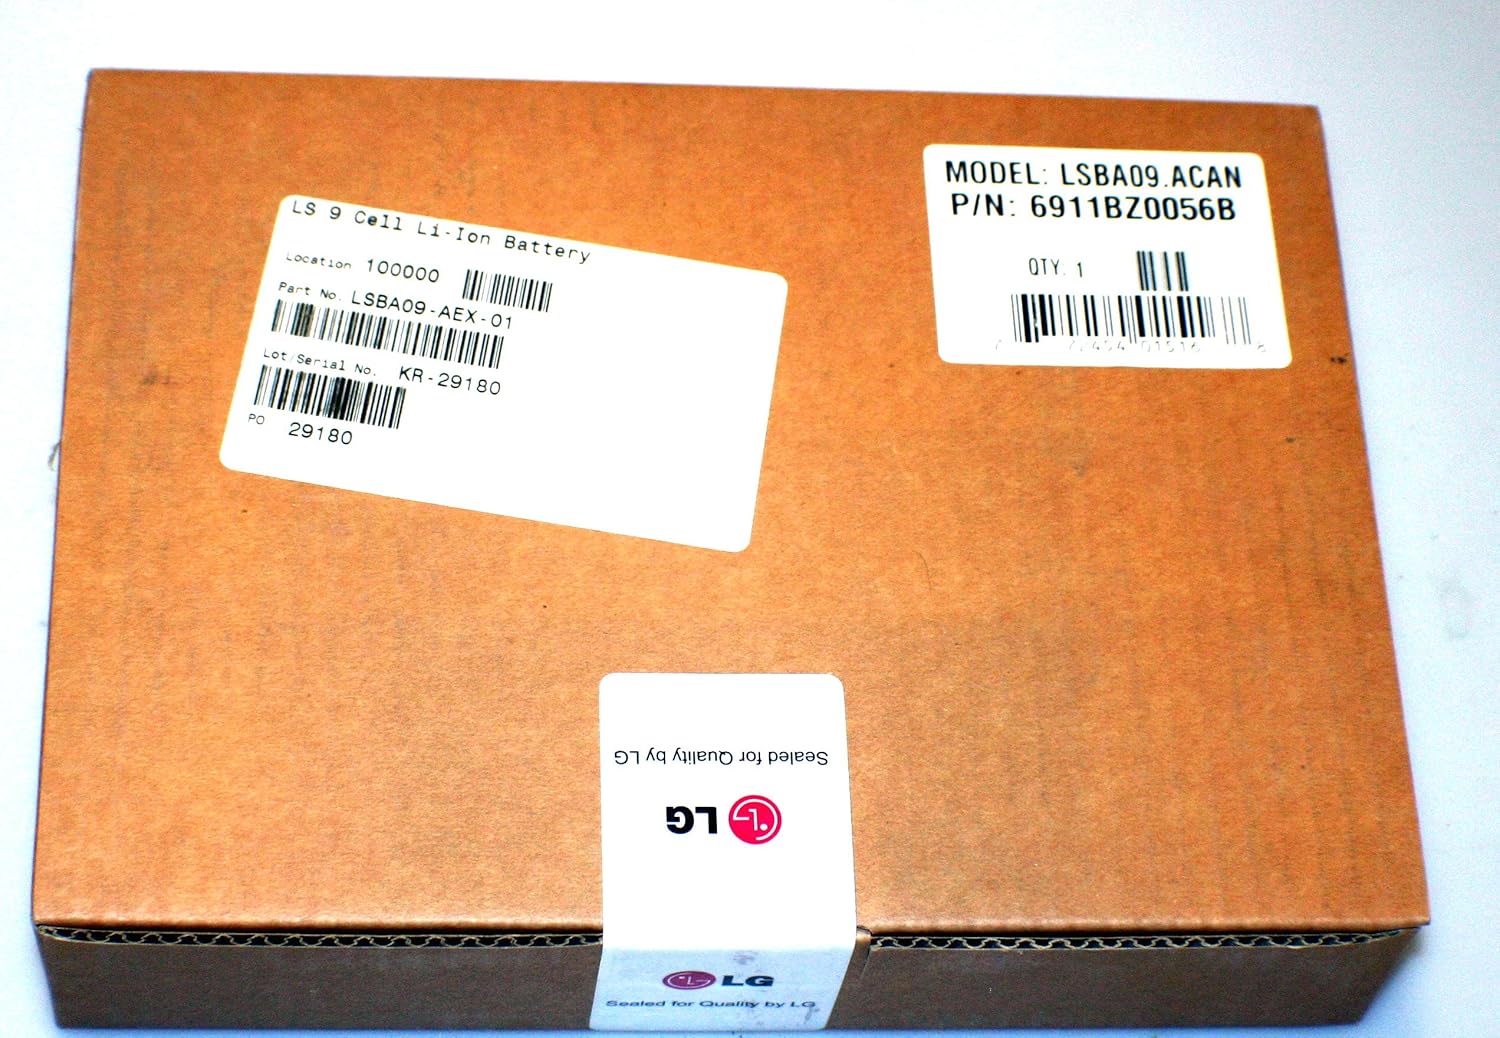 LS 9 Cell Li-Ion Battery
Location 100000
Part No. LSBA09-AEX-01
Lot/Serial No. KR-29180
PO 29180
MODEL: LSBA09.ACAN
P/N: 6911BZ0056B
QTY. 1
Sealed for Quality by LG
LG
LG
Sealed for Quality by LG